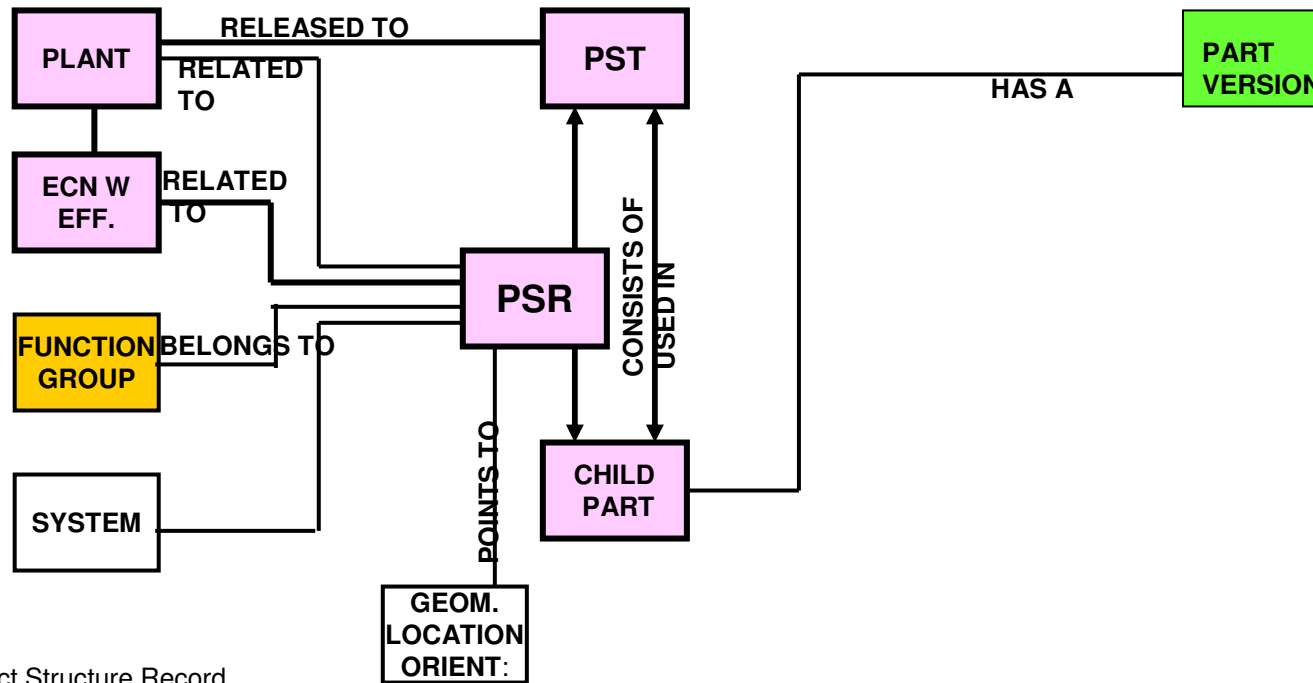 RELEASED TO
PLANT
PST
RELATED
TO
HAS A
PART
VERSION
ECN W
EFF.
RELATED
TO
CONSISTS OF
USED IN
PSR
FUNCTION
GROUP
BELONGS TO
POINTS TO
CHILD
PART
SYSTEM
GEOM.
LOCATION
ORIENT:
ct Structure Record